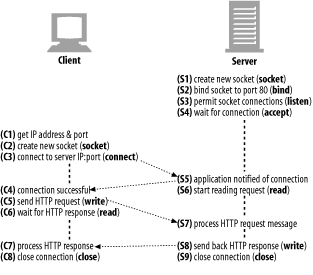 Client
Server
(S1) create new socket (socket)
(S2) bind socket to port 80 (bind)
(S3) permit socket connections (listen)
(S4) wait for connection (accept)
(C1) get IP address & port
(C2) create new socket (socket)
(C3) connect to server IP:port (connect)
(S5) application notified of connection
(S6) start reading request (read)
(C4) connection successful
(C5) send HTTP request (write)
(C6) wait for HTTP response (read)
(S7) process HTTP request message
(C7) process HTTP response
(C8) close connection (close)
(S8) send back HTTP response (write)
(S9) close connection (close)